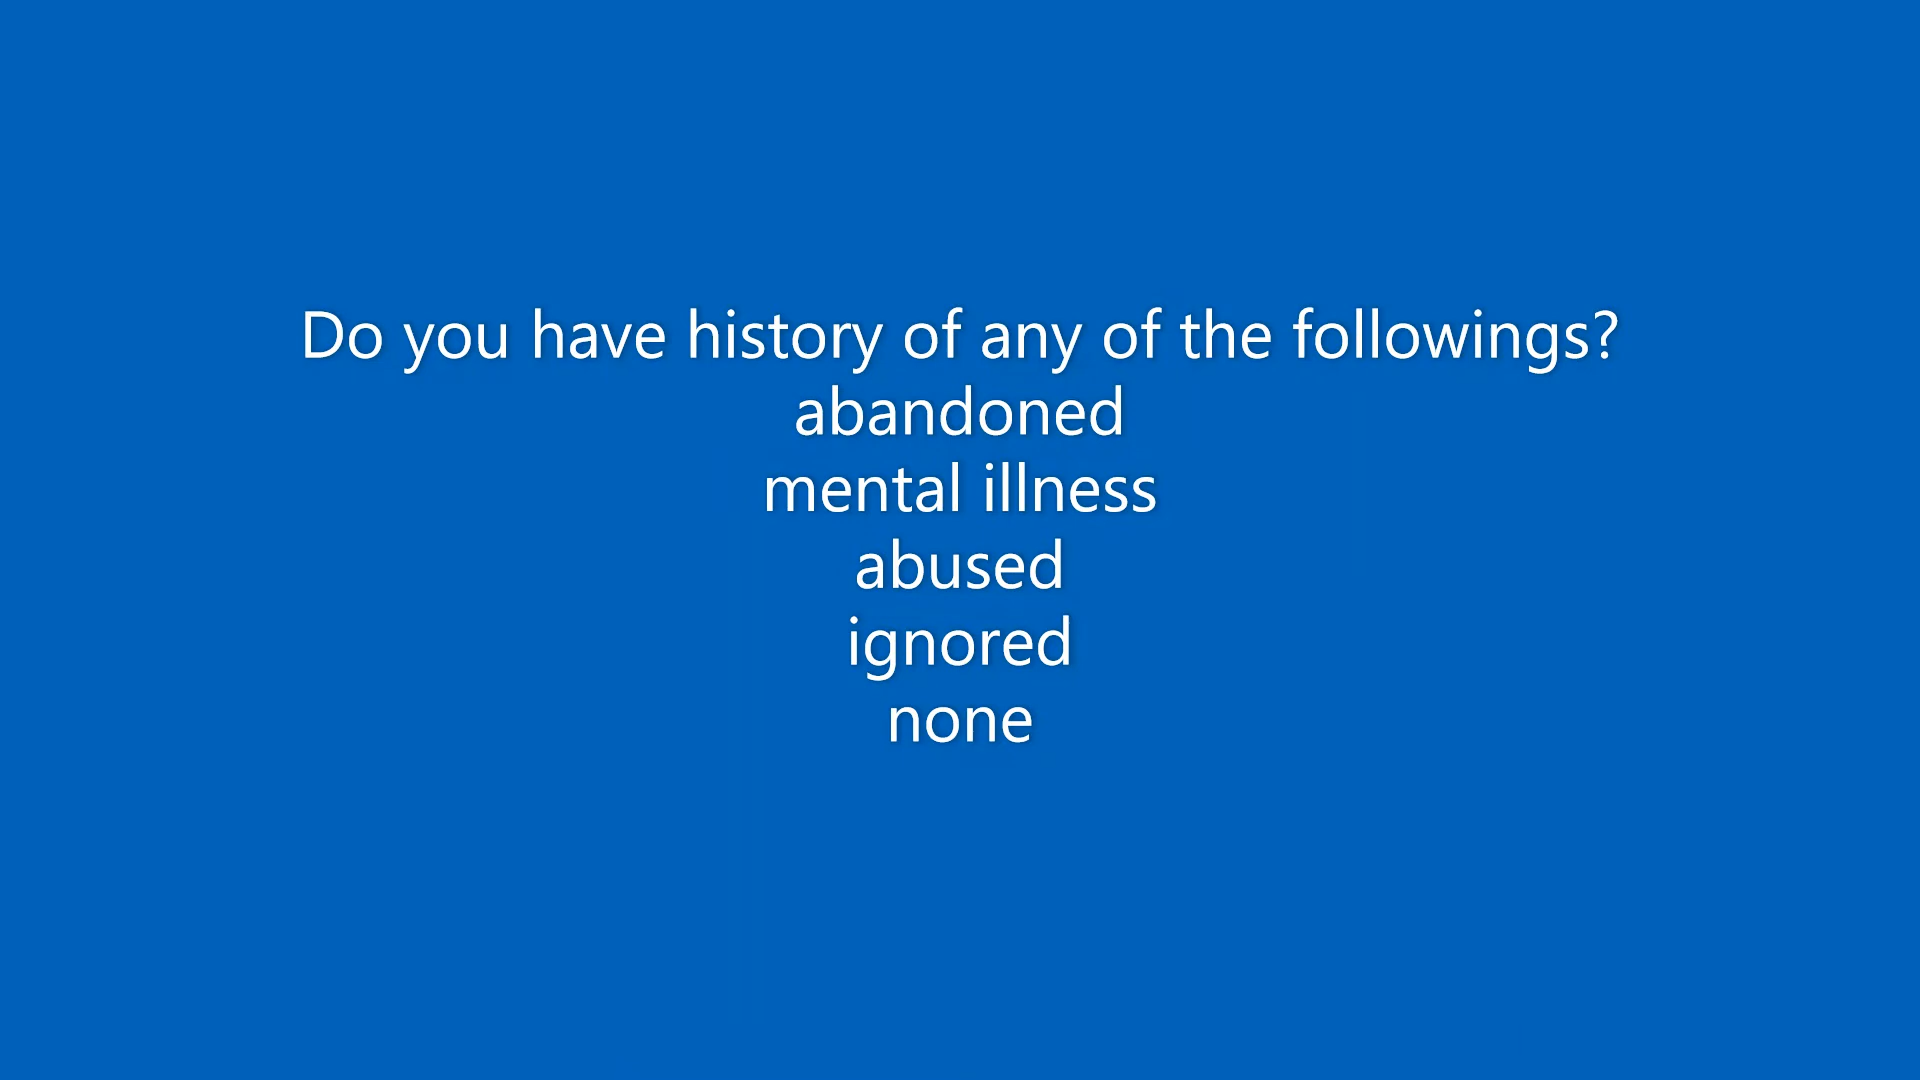 Do you have history of any of the followings?
abandoned
mental illness
abused
ignored
none